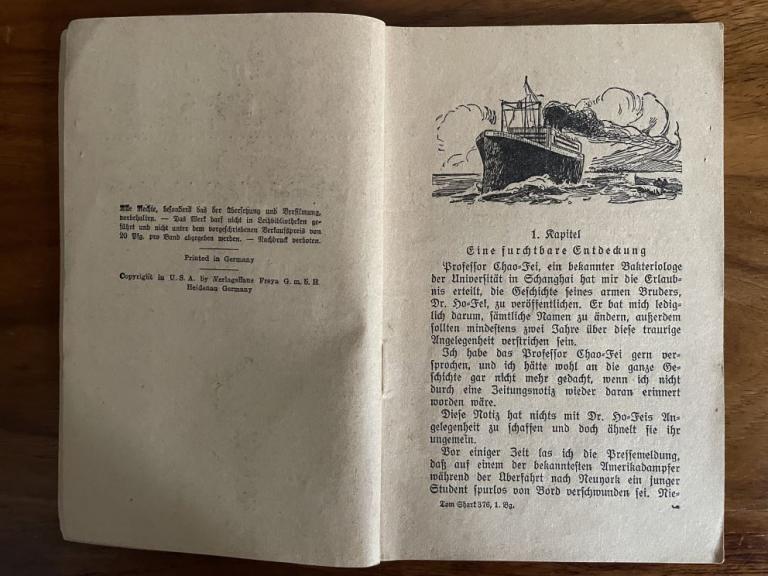 Alle Rechte, besonders das der Übersetzung und Verfilmung,
vorbehalten. — Das Werk darf nicht in Leihbibliotheken ge-
führt und nicht unter dem vorgeschriebenen Verkaufspreis von
20 Pfg. pro Band abgegeben werden. — Nachdruck verboten.
Printed in Germany
Copyright in U. S. A. by Verlagshaus Freya G. m. b. H.
Heidenau Germany
1. Kapitel
Eine furchtbare Entdeckung
Professor Chao-Fei, ein bekannter Bakteriologe
der Universität in Schanghai hat mir die Erlaub-
nis erteilt, die Geschichte seines armen Bruders,
Dr. Ho-Fei, zu veröffentlichen. Er bat mich ledig-
lich darum, sämtliche Namen zu ändern, außerdem
sollten mindestens zwei Jahre über diese traurige
Angelegenheit verstrichen sein.
Ich habe das Professor Chao-Fei gern ver-
sprochen, und ich hätte wohl an die ganze Ge-
schichte gar nicht mehr gedacht, wenn ich nicht
durch eine Zeitungsnotiz wieder daran erinnert
worden wäre.
Diese Notiz hat nichts mit Dr. Ho-Feis An-
gelegenheit zu schaffen und doch ähnelt sie ihr
ungemein.
Vor einiger Zeit las ich die Pressemeldung,
daß auf einem der bekanntesten Amerikadampfer
während der Überfahrt nach Neuyork ein junger
Student spurlos von Bord verschwunden sei. Nie-
Tom Shark 376, 1. Bg.